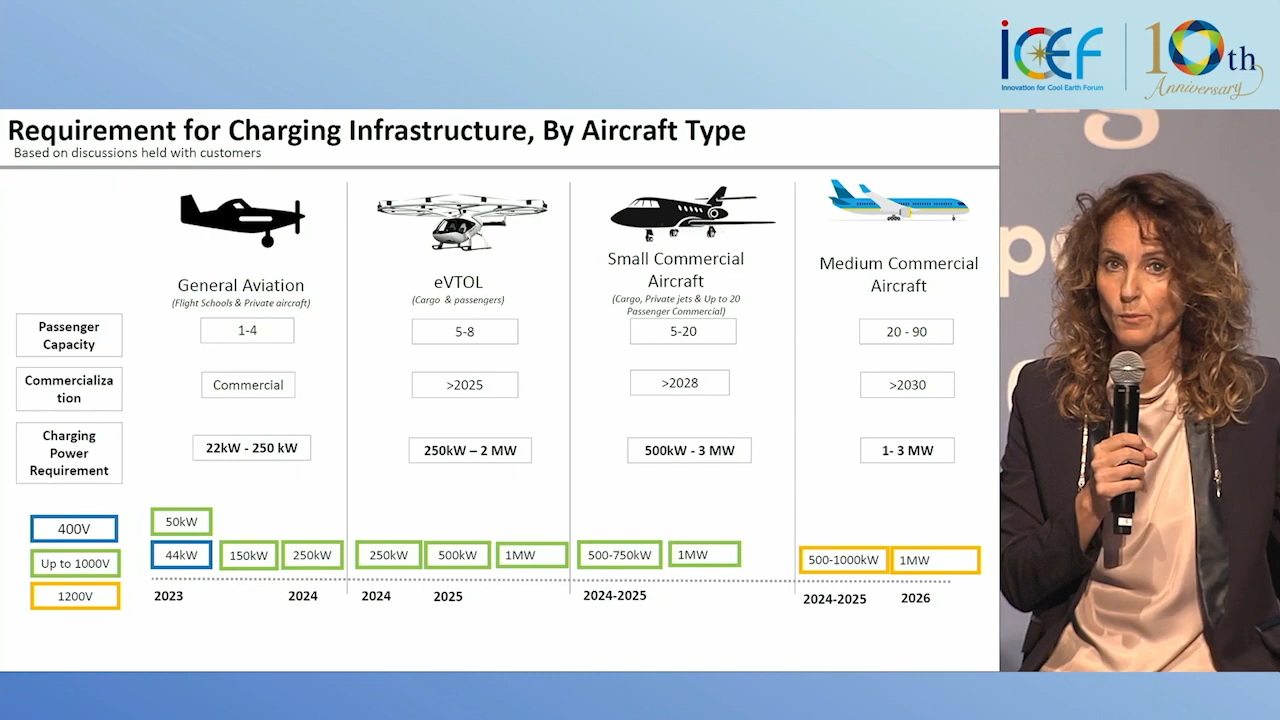 iCEF
Innovation for Cool Earth Forum
10th
Anniversary
Requirement for Charging Infrastructure, By Aircraft Type
Based on discussions held with customers
General Aviation
(Flight Schools & Private aircraft)
eVTOL
(Cargo & passengers)
Small Commercial
Aircraft
(Cargo, Private jets & Up to 20
Passenger Commercial)
Medium Commercial
Aircraft
Passenger
Capacity
1-4
5-8
5-20
20 - 90
Commercializa
tion
Commercial
>2025
>2028
>2030
Charging
Power
Requirement
22kW - 250 kW
250kW – 2 MW
500kW - 3 MW
1- 3 MW
400V
Up to 1000V
1200V
50kW
44kW
150kW
250kW
250kW
500kW
1MW
500-750kW
1MW
500-1000kW
1MW
2023
2024
2024
2025
2024-2025
2024-2025
2026